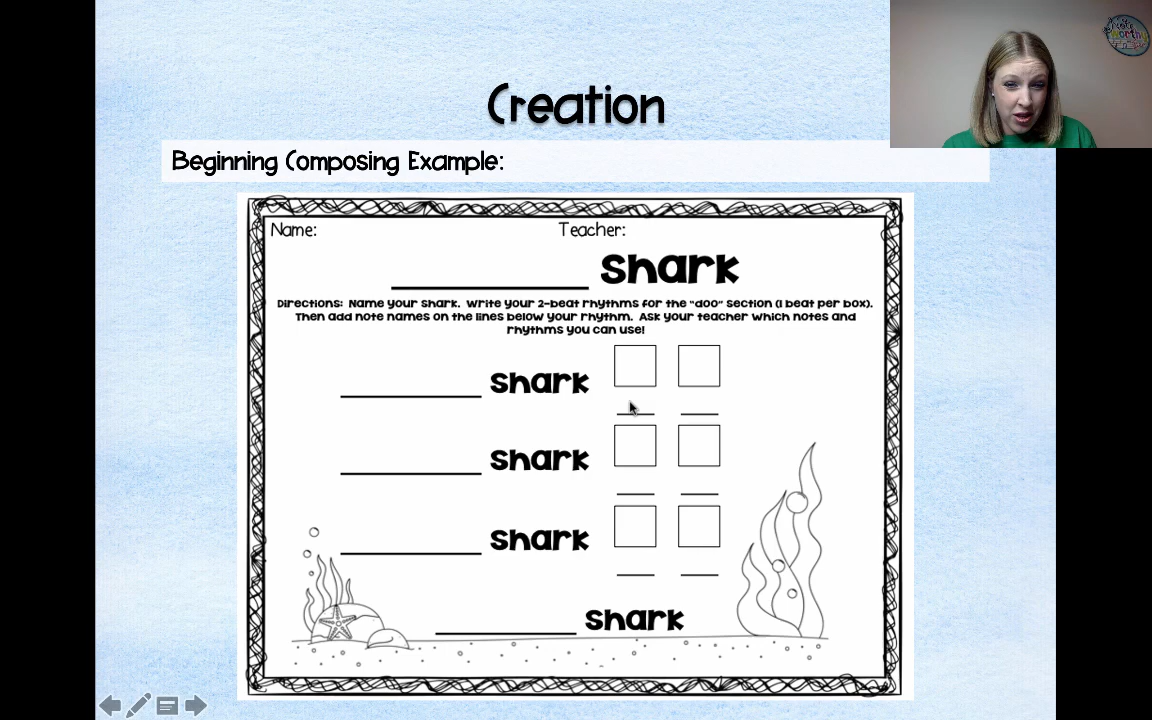 Creation
Beginning Composing Example:
Name: Teacher:
shark
Directions: Name your shark. Write your 2-beat rhythms for the "doo" section (1 beat per box).
Then add note names on the lines below your rhythm. Ask your teacher which notes and
rhythms you can use!
shark
shark
shark
shark